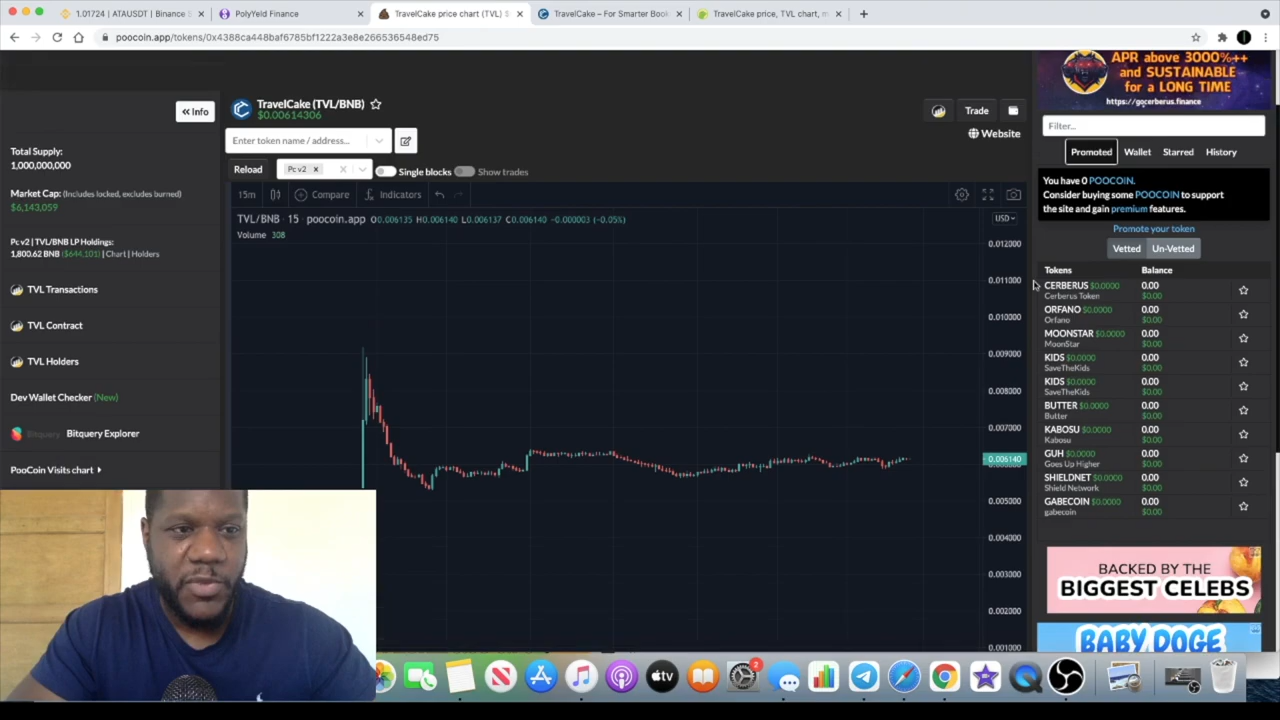 1.01724 | ATAUSDT | Binance S
PolyYeld Finance
TravelCake price chart (TVL) $
TravelCake – For Smarter Book
TravelCake price, TVL chart, m
poocoin.app/tokens/0x4388ca448baf6785bf1222a3e8e266536548ed75
« Info
Total Supply:
1,000,000,000
Market Cap: (Includes locked, excludes burned)
$6,143,059
Pc v2 | TVL/BNB LP Holdings:
1,800.62 BNB ($644,101) | Chart | Holders
TVL Transactions
TVL Contract
TVL Holders
Dev Wallet Checker (New)
Bitquery
Bitquery Explorer
PooCoin Visits chart
TravelCake (TVL/BNB)
$0.00614306
Trade
Website
Enter token name / address...
Reload
Pc v2 ×
Single blocks
Show trades
15m
Compare
Indicators
TVL/BNB · 15 · poocoin.app O0.006135 H0.006140 L0.006137 C0.006140 -0.000003 (-0.05%)
Volume 308
USD
0.012000
0.011000
0.010000
0.009000
0.008000
0.007000
0.006140
0.005000
0.004000
0.003000
0.002000
0.001000
APR above 3000%++
and SUSTAINABLE
for a LONG TIME
https://gocerberus.finance
Filter...
Promoted
Wallet
Starred
History
You have 0 POOCOIN.
Consider buying some POOCOIN to support
the site and gain premium features.
Promote your token
Vetted
Un-Vetted
Tokens Balance
CERBERUS $0.0000 0.00
Cerberus Token $0.00
ORFANO $0.0000 0.00
Orfano $0.00
MOONSTAR $0.0000 0.00
MoonStar $0.00
KIDS $0.0000 0.00
SaveTheKids $0.00
KIDS $0.0000 0.00
SaveTheKids $0.00
BUTTER $0.0000 0.00
Butter $0.00
KABOSU $0.0000 0.00
Kabosu $0.00
GUH $0.0000 0.00
Goes Up Higher $0.00
SHIELDNET $0.0000 0.00
Shield Network $0.00
GABECOIN $0.0000 0.00
gabecoin $0.00
BACKED BY THE
BIGGEST CELEBS
BABY DOGE
tv
2